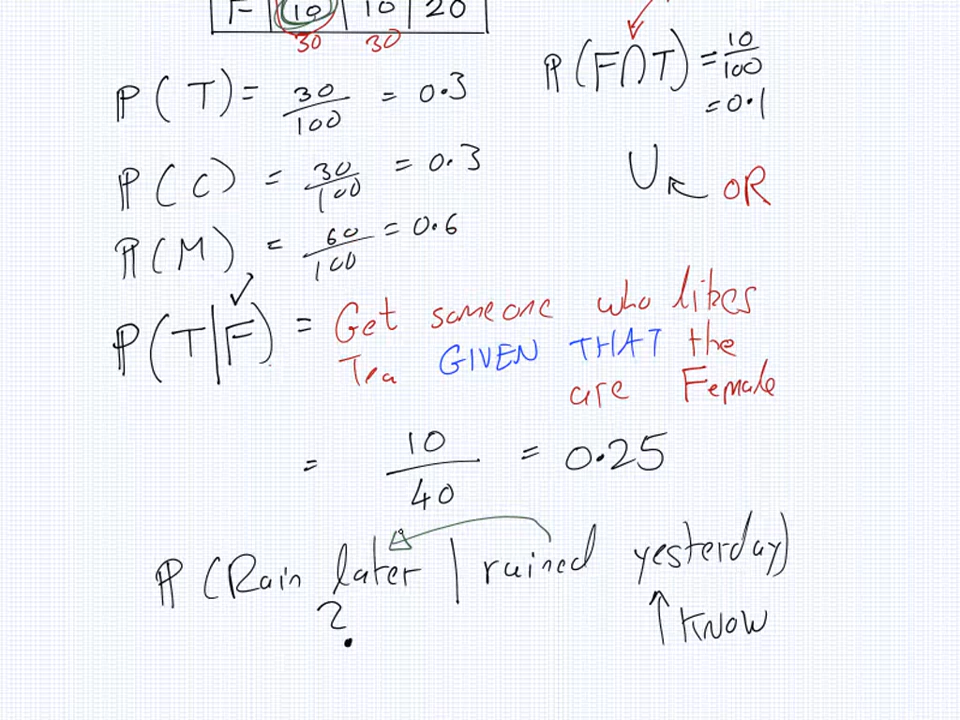 F 10 10 20
30 30
P(F∩T) = 10/100
= 0.1
P(T) = 30/100 = 0.3
P(C) = 30/100 = 0.3
U ↖ OR
P(M) = 60/100 = 0.6
P(T|F) = Get someone who likes
Tea GIVEN THAT the
are Female
= 10/40 = 0.25
P(Rain later | rained yesterday)
? ↑ KNOW